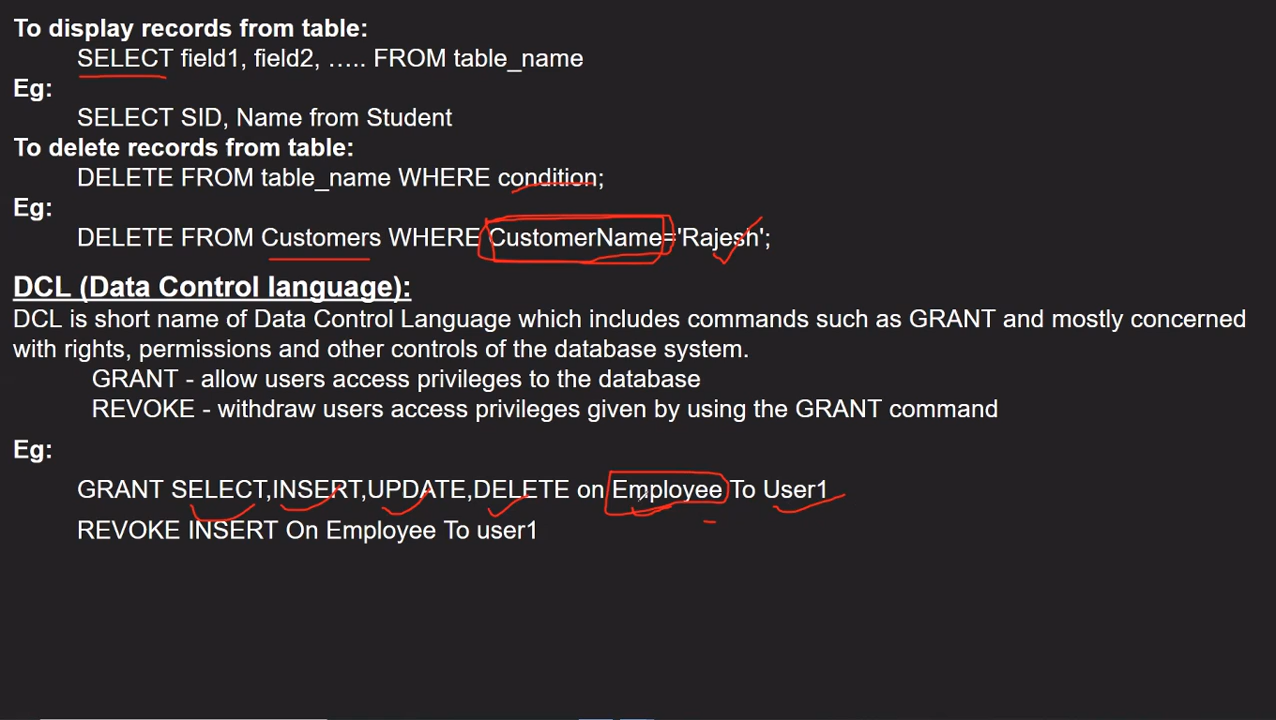 To display records from table:
SELECT field1, field2, ….. FROM table_name
Eg:
SELECT SID, Name from Student
To delete records from table:
DELETE FROM table_name WHERE condition;
Eg:
DELETE FROM Customers WHERE CustomerName='Rajesh';
DCL (Data Control language):
DCL is short name of Data Control Language which includes commands such as GRANT and mostly concerned
with rights, permissions and other controls of the database system.
GRANT - allow users access privileges to the database
REVOKE - withdraw users access privileges given by using the GRANT command
Eg:
GRANT SELECT,INSERT,UPDATE,DELETE on Employee To User1
REVOKE INSERT On Employee To user1